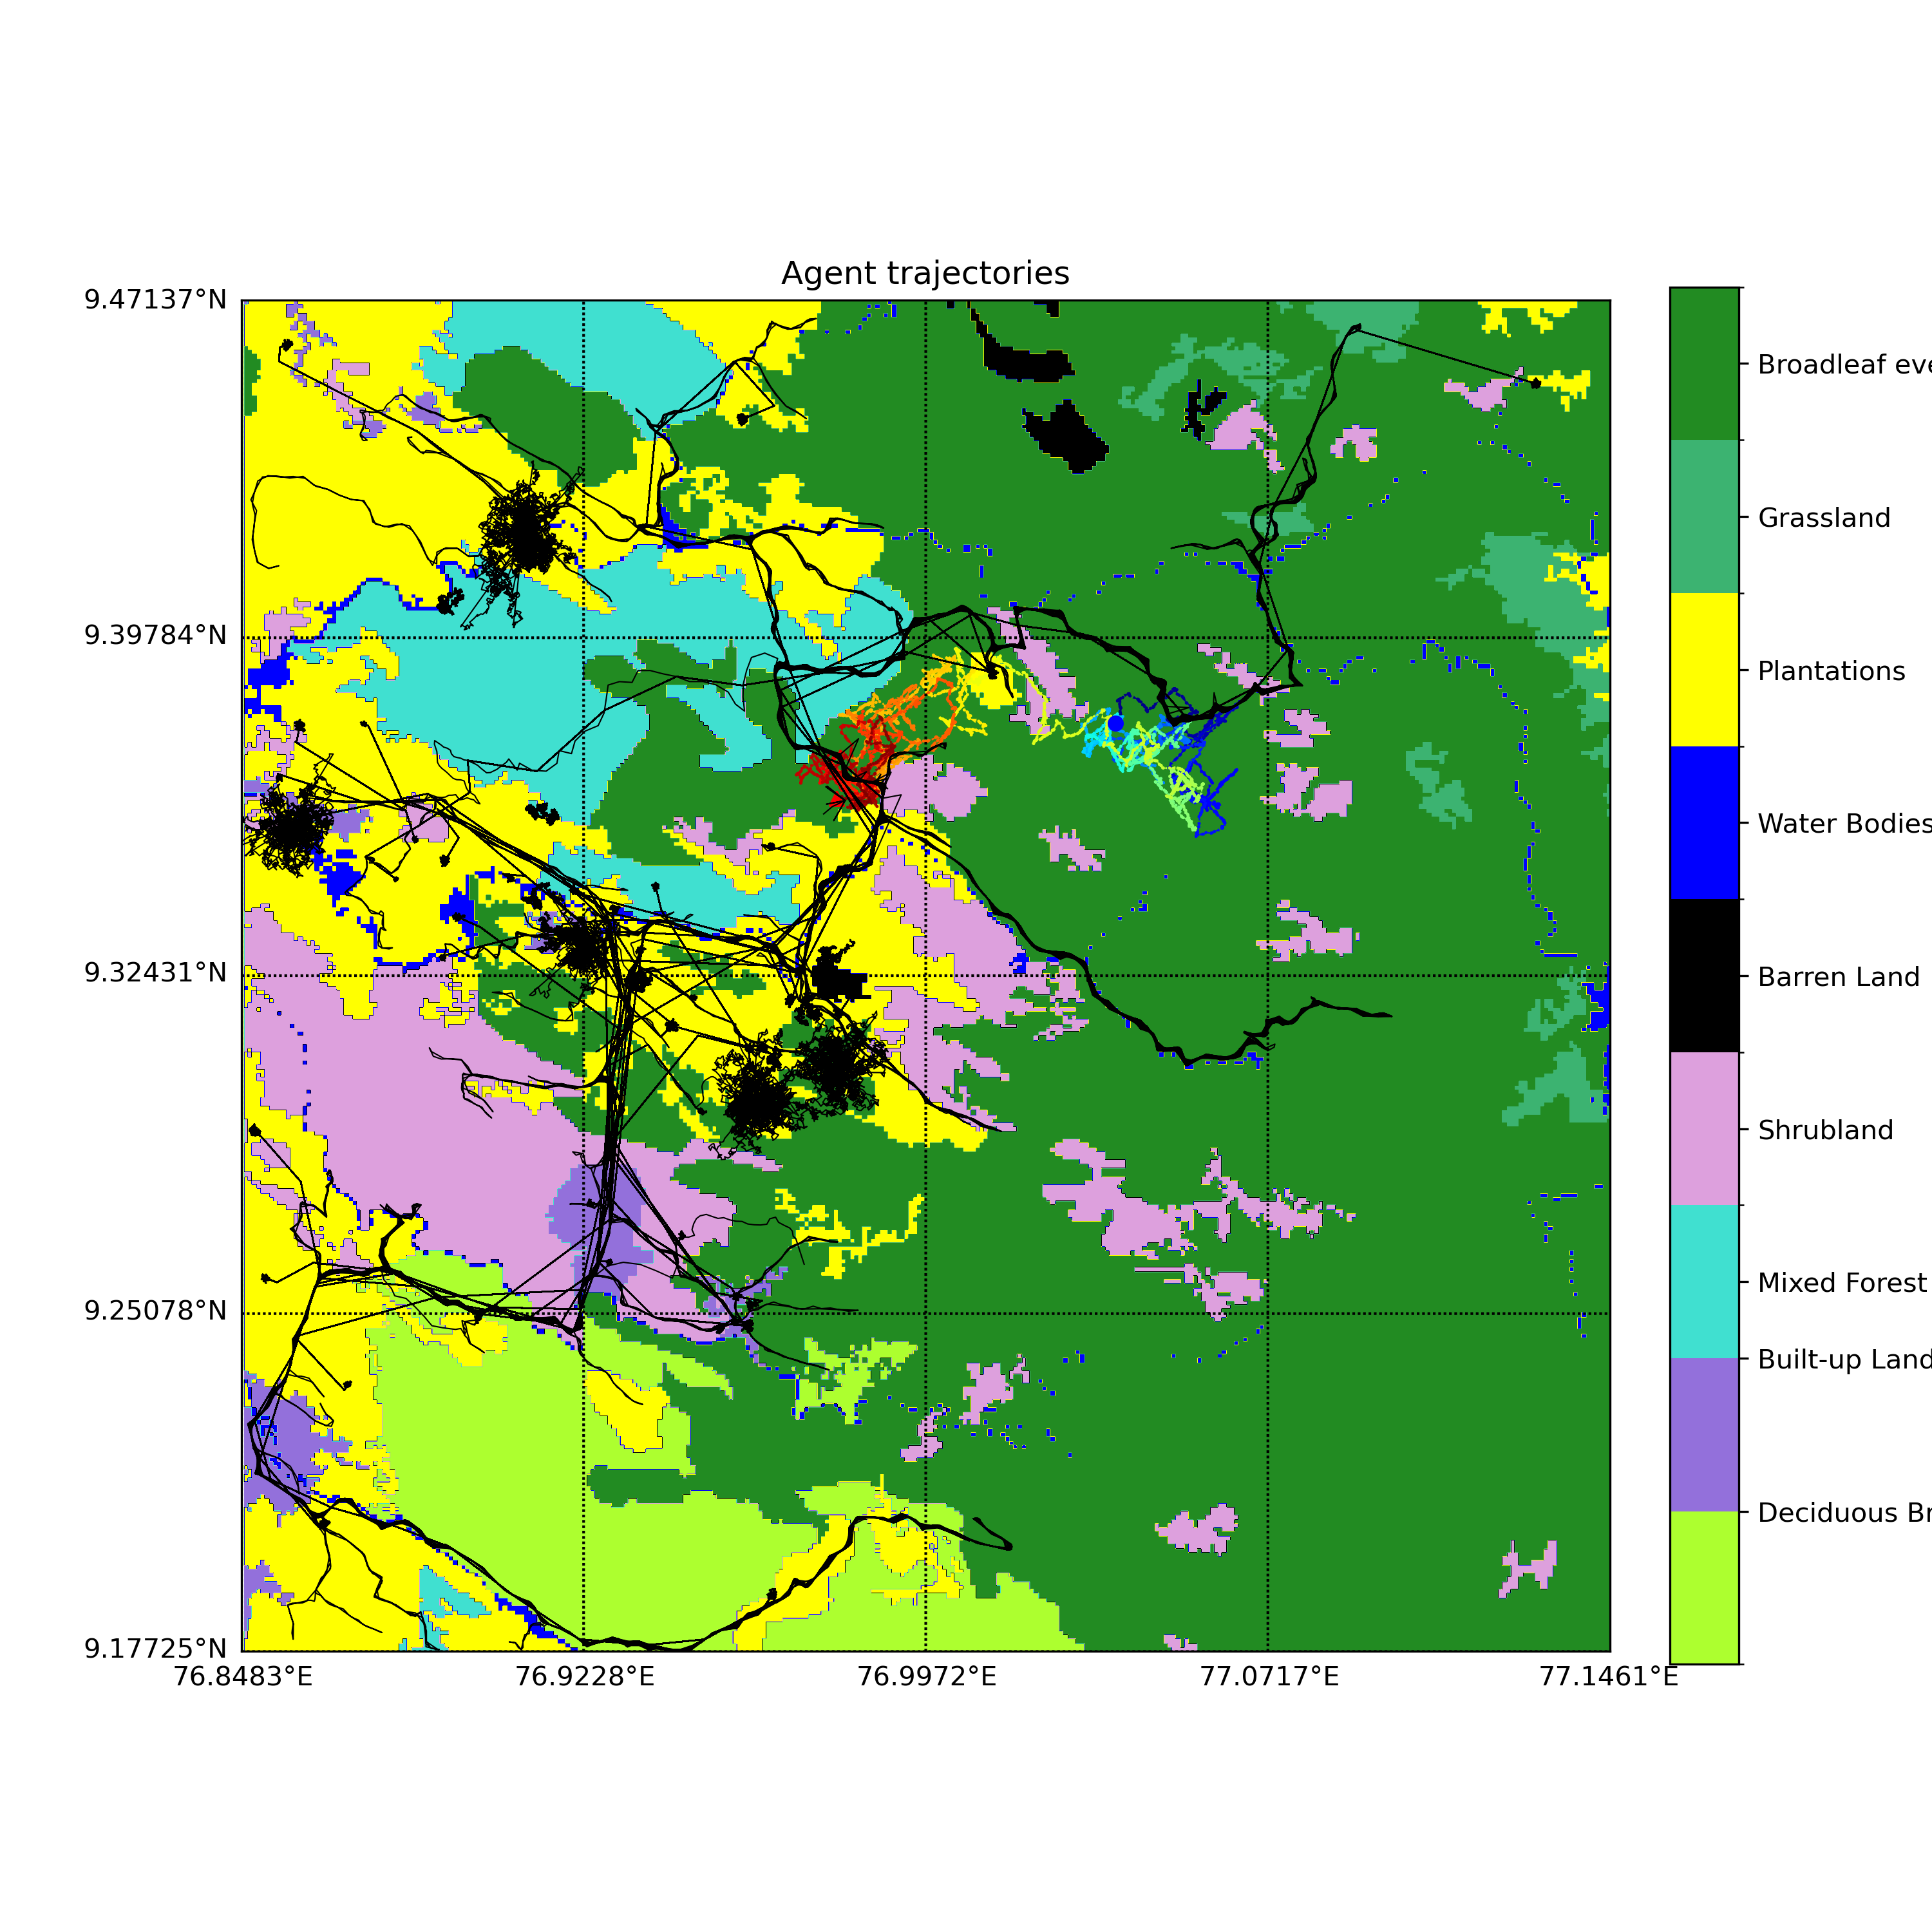 Agent trajectories
9.47137°N
9.39784°N
9.32431°N
9.25078°N
9.17725°N
76.8483°E
76.9228°E
76.9972°E
77.0717°E
77.1461°E
Broadleaf eve
Grassland
Plantations
Water Bodies
Barren Land
Shrubland
Mixed Forest
Built-up Land
Deciduous Br